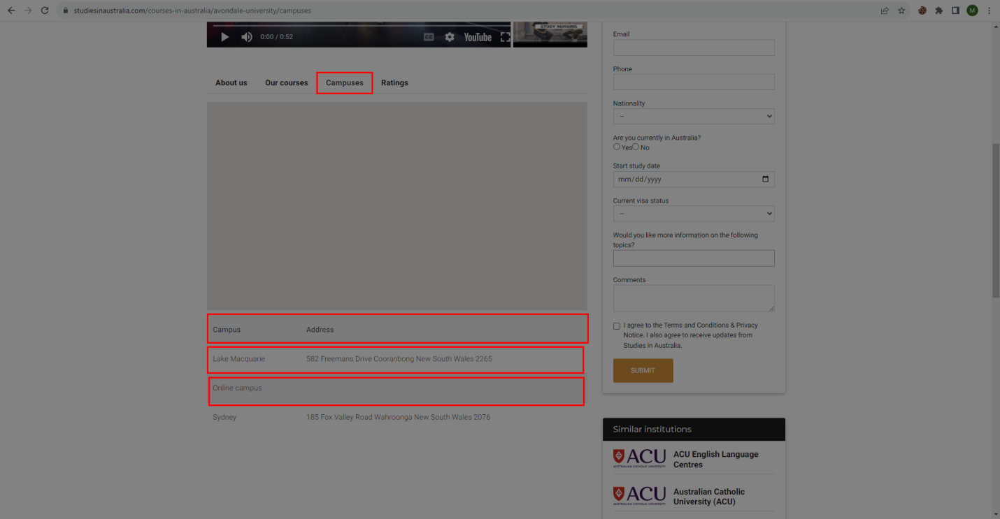 studiesinaustralia.com/courses-in-australia/avondale-university/campuses
M
0:00 / 0:52
CC
YouTube
STUDY NURSING
About us Our courses Campuses Ratings
Campus Address
Lake Macquarie 582 Freemans Drive Cooranbong New South Wales 2265
Online campus
Sydney 185 Fox Valley Road Wahroonga New South Wales 2076
Email
Phone
Nationality
--
Are you currently in Australia?
Yes No
Start study date
mm/dd/yyyy
Current visa status
--
Would you like more information on the following
topics?
Comments
I agree to the Terms and Conditions & Privacy
Notice. I also agree to receive updates from
Studies in Australia.
SUBMIT
Similar institutions
ACU
AUSTRALIAN CATHOLIC UNIVERSITY
ACU English Language
Centres
ACU
AUSTRALIAN CATHOLIC UNIVERSITY
Australian Catholic
University (ACU)